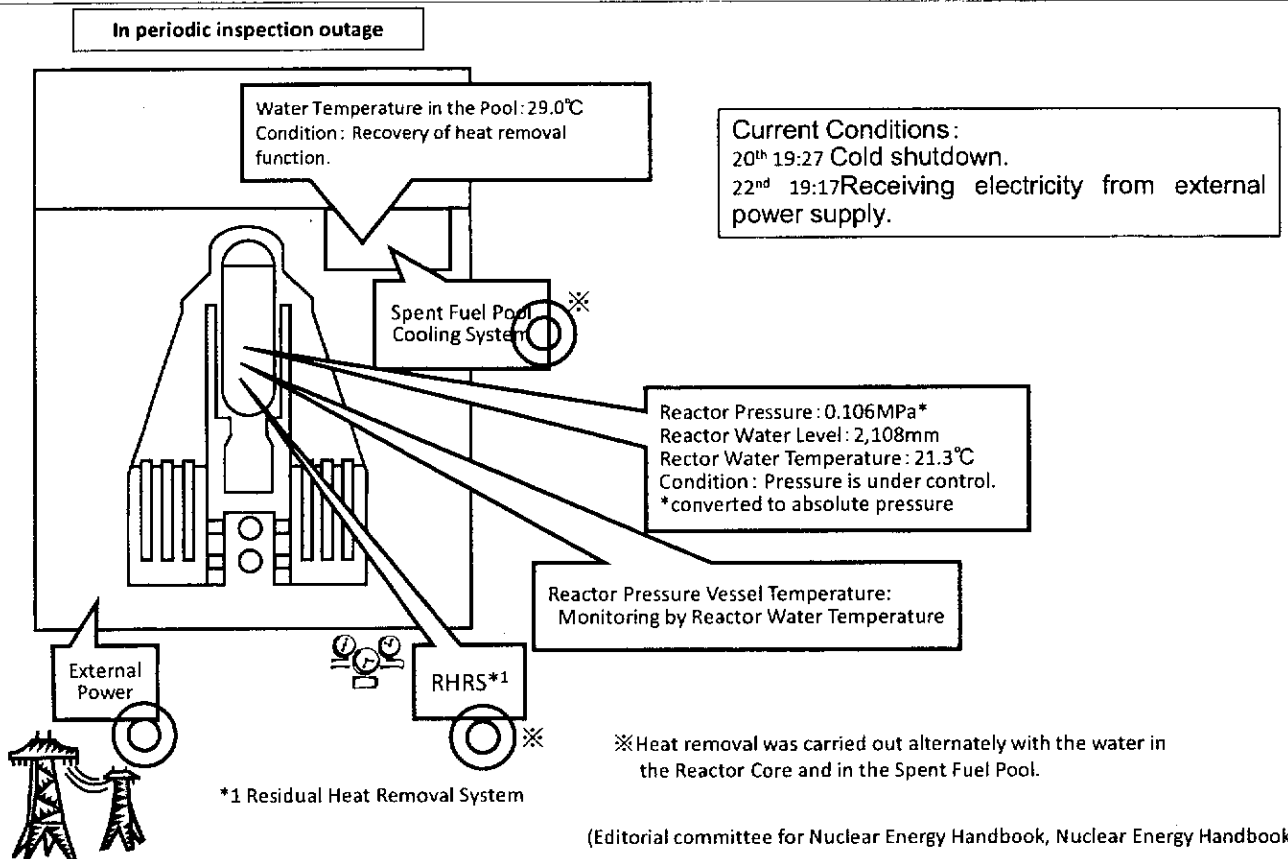 In periodic inspection outage
Water Temperature in the Pool: 29.0℃
Condition: Recovery of heat removal
function.
Current Conditions:
20th 19:27 Cold shutdown.
22nd 19:17Receiving electricity from external
power supply.
Spent Fuel Pool
Cooling System
※
Reactor Pressure: 0.106MPa*
Reactor Water Level: 2,108mm
Rector Water Temperature: 21.3℃
Condition: Pressure is under control.
*converted to absolute pressure
Reactor Pressure Vessel Temperature:
Monitoring by Reactor Water Temperature
External
Power
RHRS*1
※
※Heat removal was carried out alternately with the water in
the Reactor Core and in the Spent Fuel Pool.
*1 Residual Heat Removal System
(Editorial committee for Nuclear Energy Handbook, Nuclear Energy Handbook